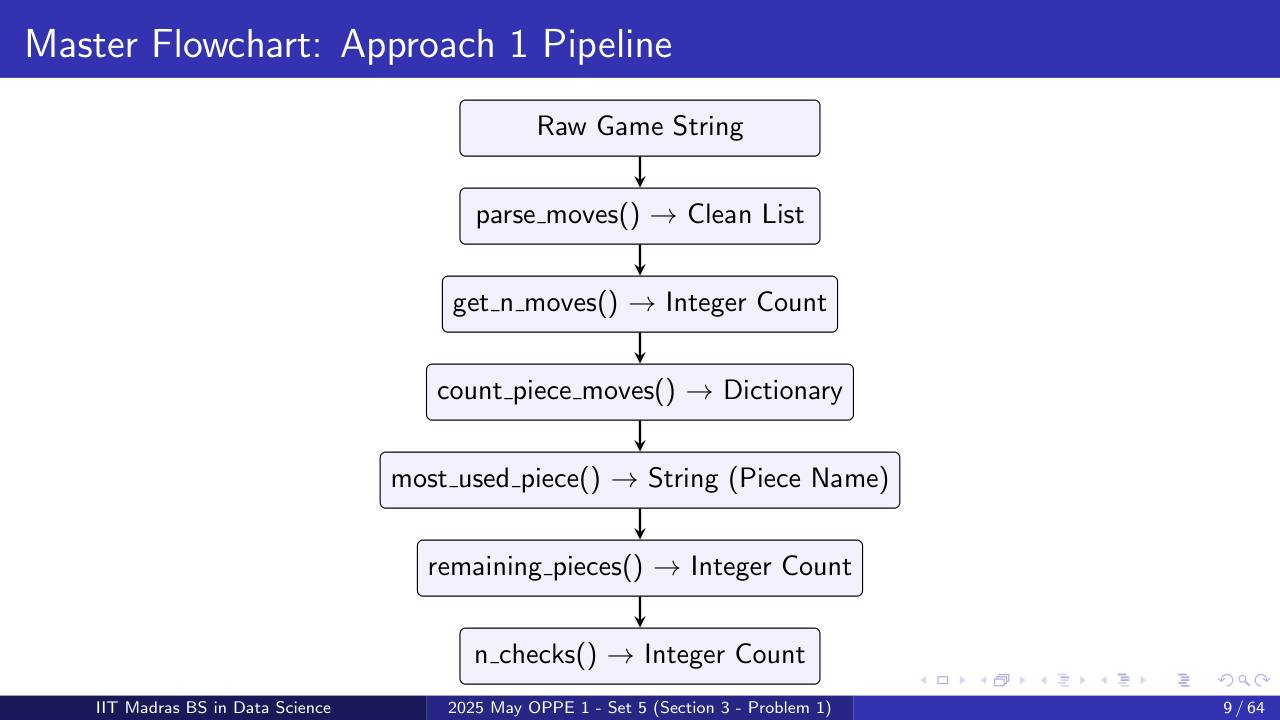 Master Flowchart: Approach 1 Pipeline
Raw Game String
parse_moves() → Clean List
get_n_moves() → Integer Count
count_piece_moves() → Dictionary
most_used_piece() → String (Piece Name)
remaining_pieces() → Integer Count
n_checks() → Integer Count
IIT Madras BS in Data Science
2025 May OPPE 1 - Set 5 (Section 3 - Problem 1)
9 / 64